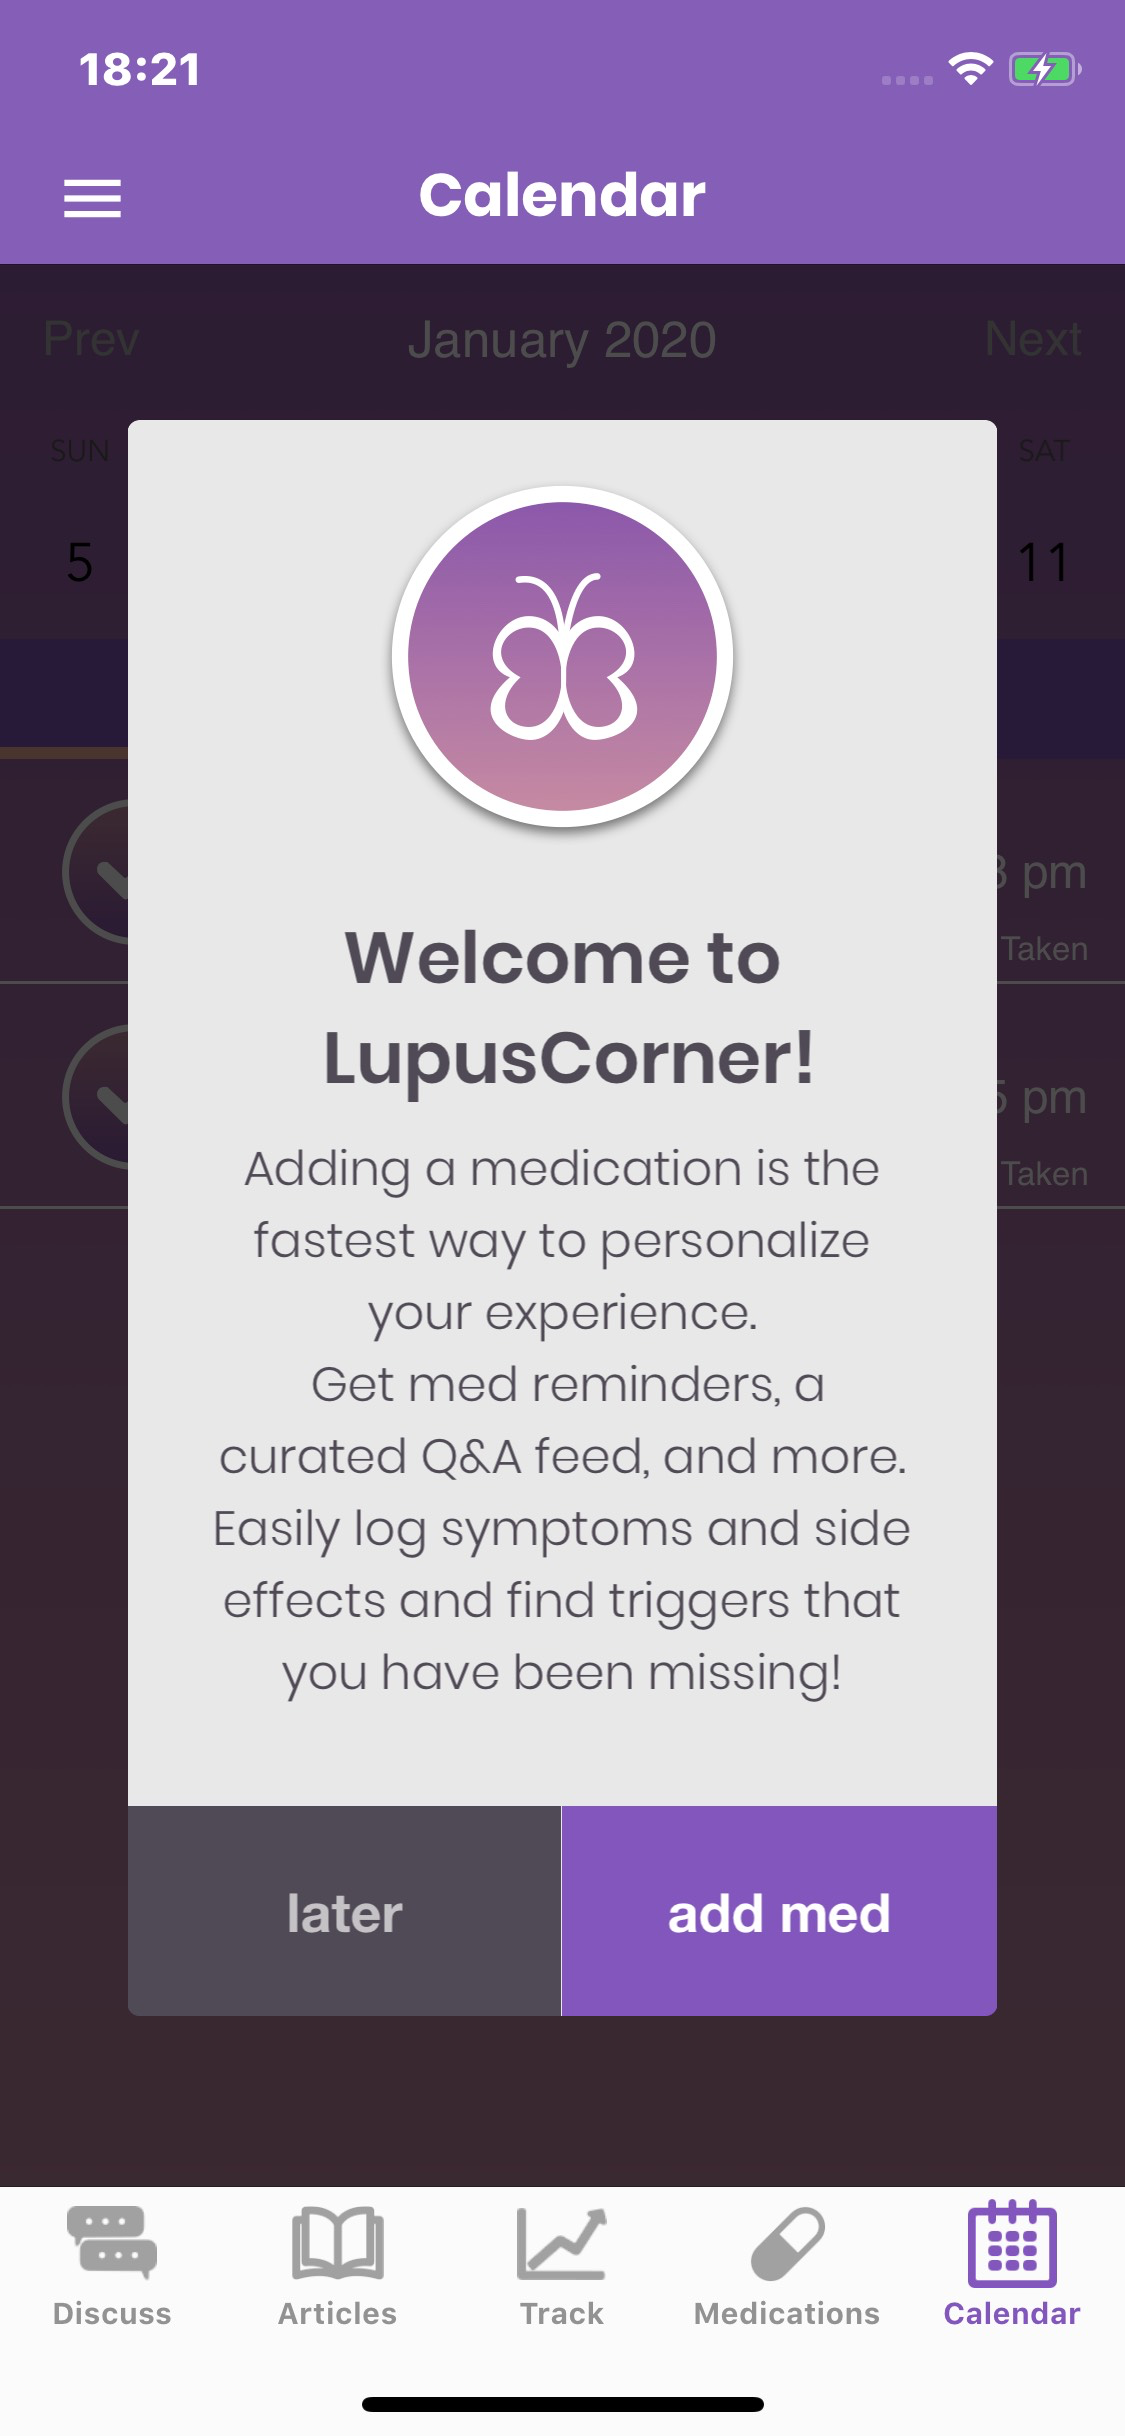 18:21
Calendar
Prev January 2020 Next
SUN SAT
5 11
pm
Taken
pm
Taken
Welcome to
LupusCorner!
Adding a medication is the
fastest way to personalize
your experience.
Get med reminders, a
curated Q&A feed, and more.
Easily log symptoms and side
effects and find triggers that
you have been missing!
later add med
Discuss Articles Track Medications Calendar